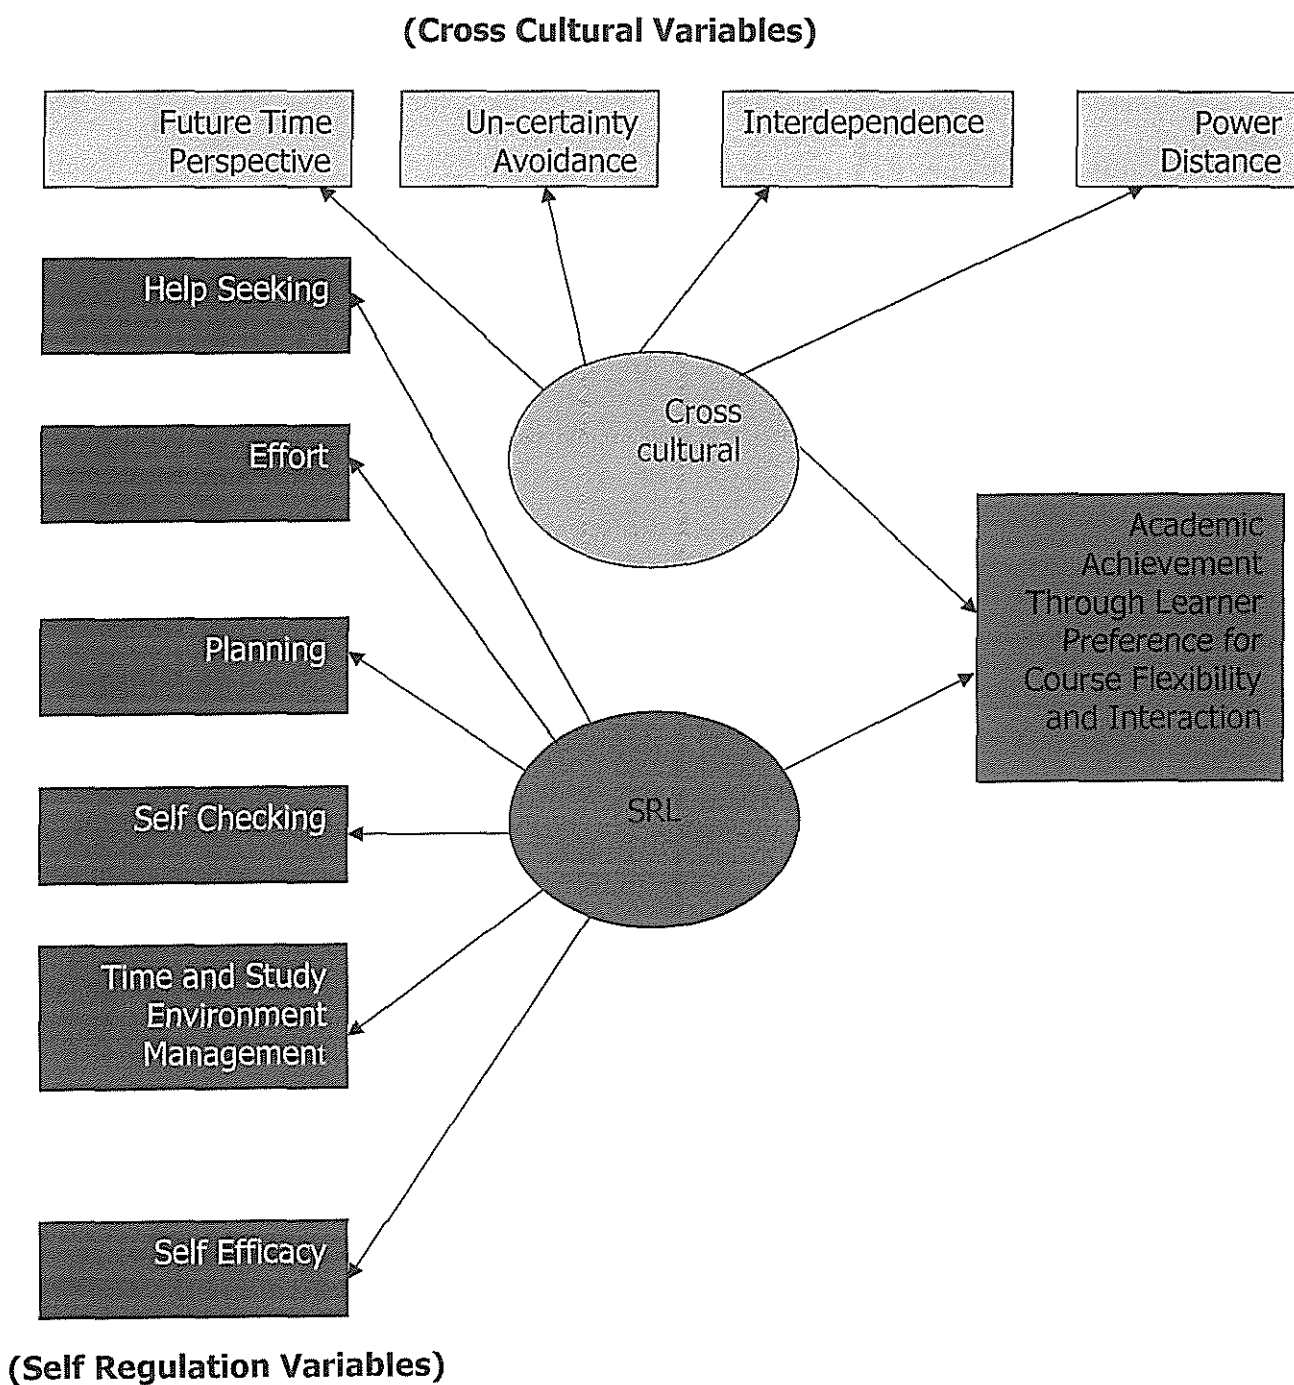 (Cross Cultural Variables)
Future Time
Perspective
Un-certainty
Avoidance
Interdependence
Power
Distance
Help Seeking
Effort
Planning
Self Checking
Time and Study
Environment
Management
Self Efficacy
Cross
cultural
SRL
Academic
Achievement
Through Learner
Preference for
Course Flexibility
and Interaction
(Self Regulation Variables)